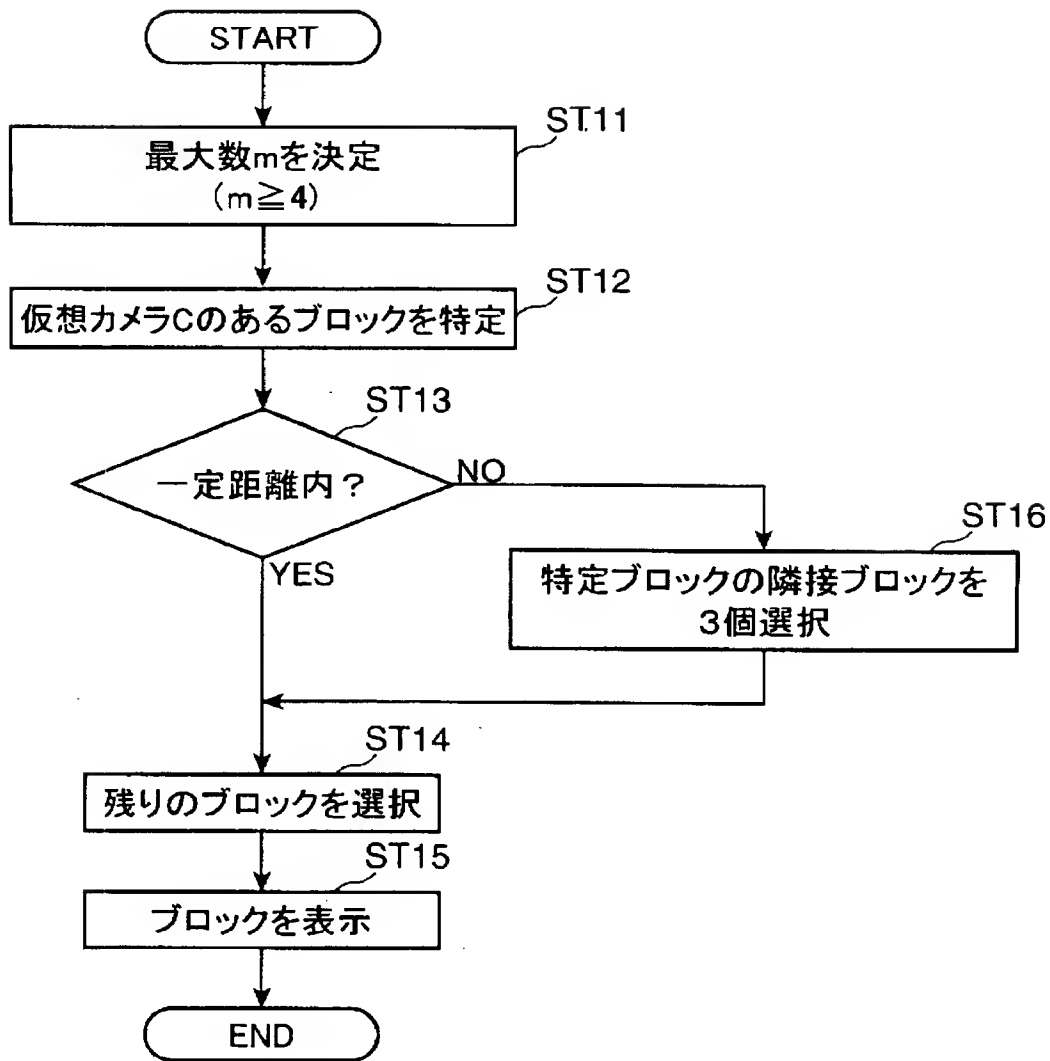 START
ST11
最大数mを決定
(m≧4)
ST12
仮想カメラCのあるブロックを特定
ST13
一定距離内？
NO
YES
ST16
特定ブロックの隣接ブロックを
3個選択
ST14
残りのブロックを選択
ST15
ブロックを表示
END